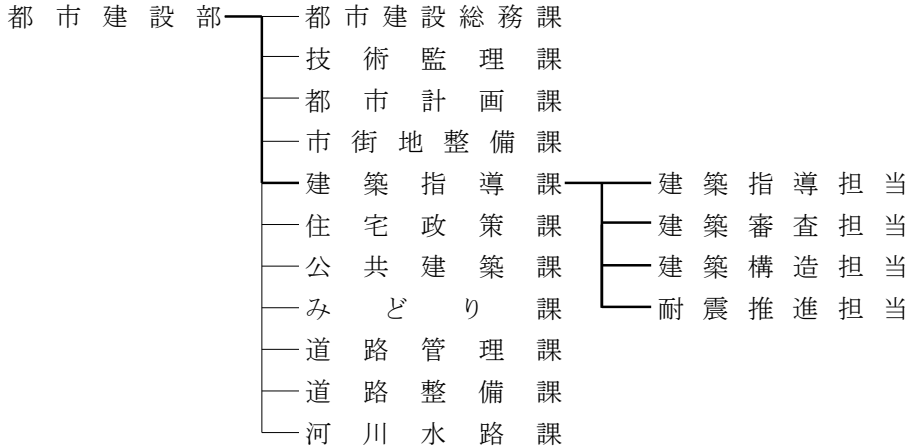 都市建設部 都市建設総務課
技術監理課
都市計画課
市街地整備課
建築指導課 建築指導担当
住宅政策課 建築審査担当
公共建築課 建築構造担当
みどり課 耐震推進担当
道路管理課
道路整備課
河川水路課